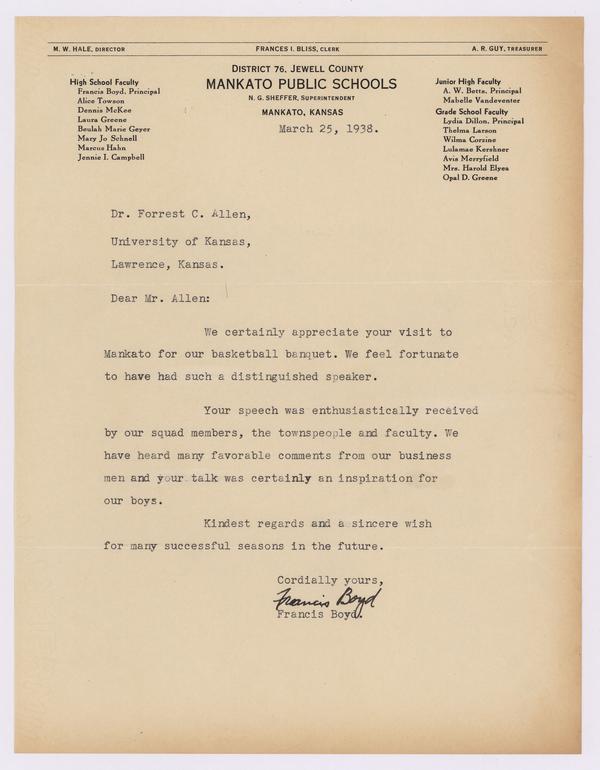 M. W. HALE, DIRECTOR FRANCES I. BLISS, CLERK A. R. GUY, TREASURER
DISTRICT 76, JEWELL COUNTY
MANKATO PUBLIC SCHOOLS
N. G. SHEFFER, SUPERINTENDENT
MANKATO, KANSAS
High School Faculty
Francis Boyd, Principal
Alice Towson
Dennis McKee
Laura Greene
Beulah Marie Geyer
Mary Jo Schnell
Marcus Hahn
Jennie I. Campbell
Junior High Faculty
A. W. Betts, Principal
Mabelle Vandeventer
Grade School Faculty
Lydia Dillon, Principal
Thelma Larson
Wilma Corzine
Lulamae Kershner
Avis Merryfield
Mrs. Harold Elyea
Opal D. Greene
March 25, 1938.
Dr. Forrest C. Allen,
University of Kansas,
Lawrence, Kansas.
Dear Mr. Allen:
We certainly appreciate your visit to
Mankato for our basketball banquet. We feel fortunate
to have had such a distinguished speaker.
Your speech was enthusiastically received
by our squad members, the townspeople and faculty. We
have heard many favorable comments from our business
men and your talk was certainly an inspiration for
our boys.
Kindest regards and a sincere wish
for many successful seasons in the future.
Cordially yours,
Francis Boyd
Francis Boyd.